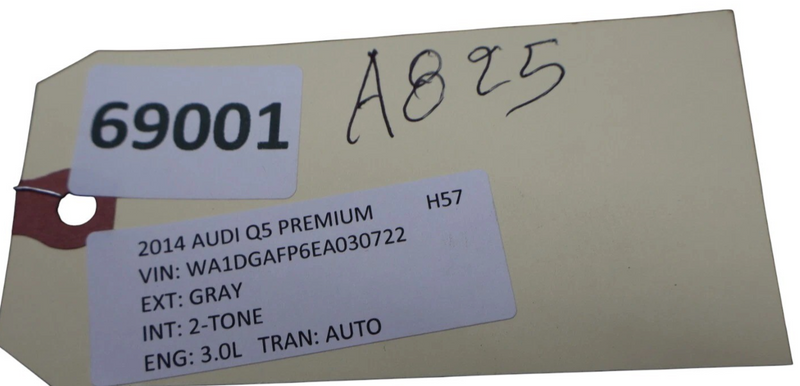 69001
A825
2014 AUDI Q5 PREMIUM H57
VIN: WA1DGAFP6EA030722
EXT: GRAY
INT: 2-TONE
ENG: 3.0L TRAN: AUTO